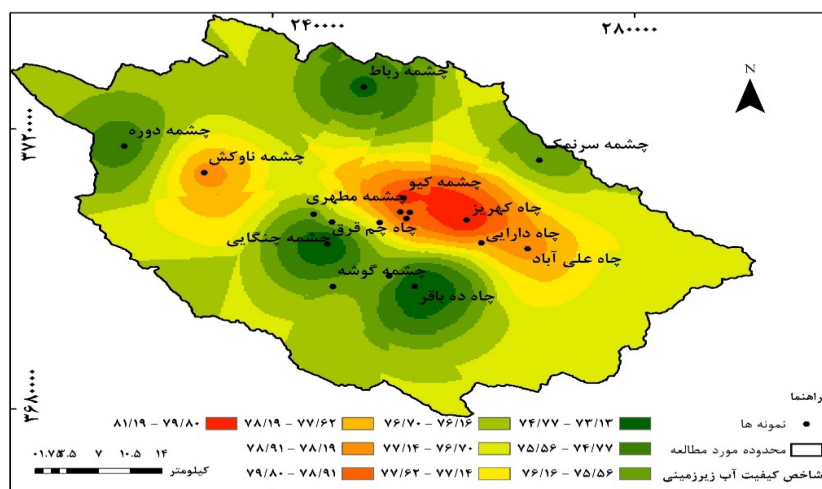 ۲۴۰۰۰۰
۲۸۰۰۰۰
N
۳۷۲۰۰۰۰
۳۶۸۰۰۰۰
چشمه رباط
چشمه دوره
چشمه سرنمک
چشمه ناوکش
چشمه کیو
چشمه مطهری
چاه کهریز
چاه چم قرق
چاه دارایی
چشمه چنگایی
چاه علی آباد
چشمه گوشه
چاه ده باقر
راهنما
نمونه ها
محدوده مورد مطالعه
شاخص کیفیت آب زیرزمینی
۷۴/۷۷ - ۷۳/۱۳
۷۵/۵۶ - ۷۴/۷۷
۷۶/۱۶ - ۷۵/۵۶
۷۶/۷۰ - ۷۶/۱۶
۷۷/۱۴ - ۷۶/۷۰
۷۷/۶۲ - ۷۷/۱۴
۷۸/۱۹ - ۷۷/۶۲
۷۸/۹۱ - ۷۸/۱۹
۷۹/۸۰ - ۷۸/۹۱
۸۱/۱۹ - ۷۹/۸۰
۷ ۱۰.۵ ۱۴
کیلومتر